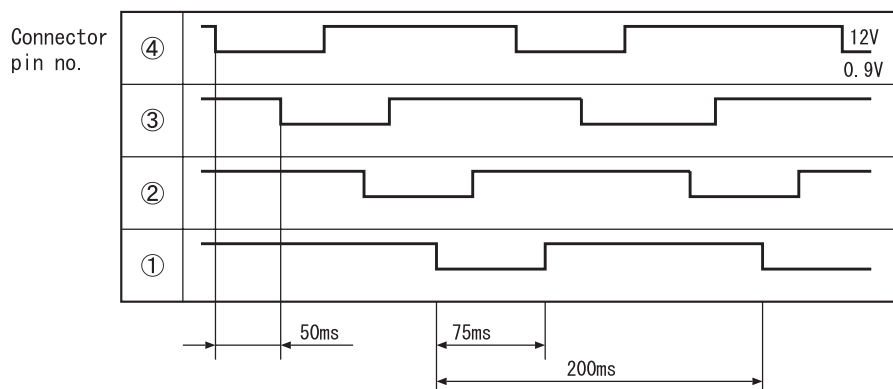 Connector
pin no.
④
12V
0.9V
③
②
①
50ms
75ms
200ms